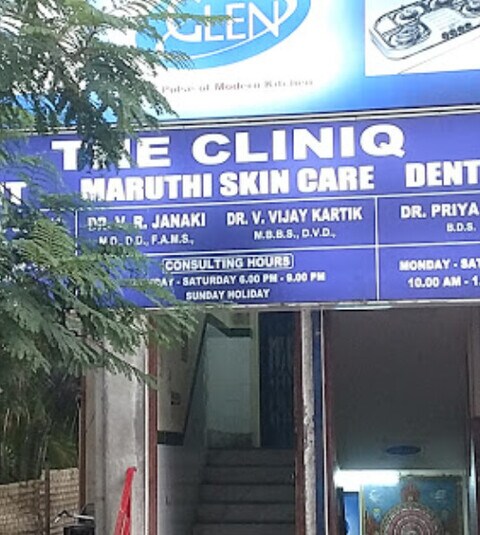 GLEN
Pulse of Modern Kitchen
THE CLINIQ
MARUTHI SKIN CARE DENT
DR. V. R. JANAKI DR. V. VIJAY KARTIK DR. PRIYA
M.D., D.D., F.A.M.S., M.B.B.S., D.V.D., B.D.S.
CONSULTING HOURS
- SATURDAY 6.00 PM - 9.00 PM MONDAY - SAT
SUNDAY HOLIDAY 10.00 AM - 1.